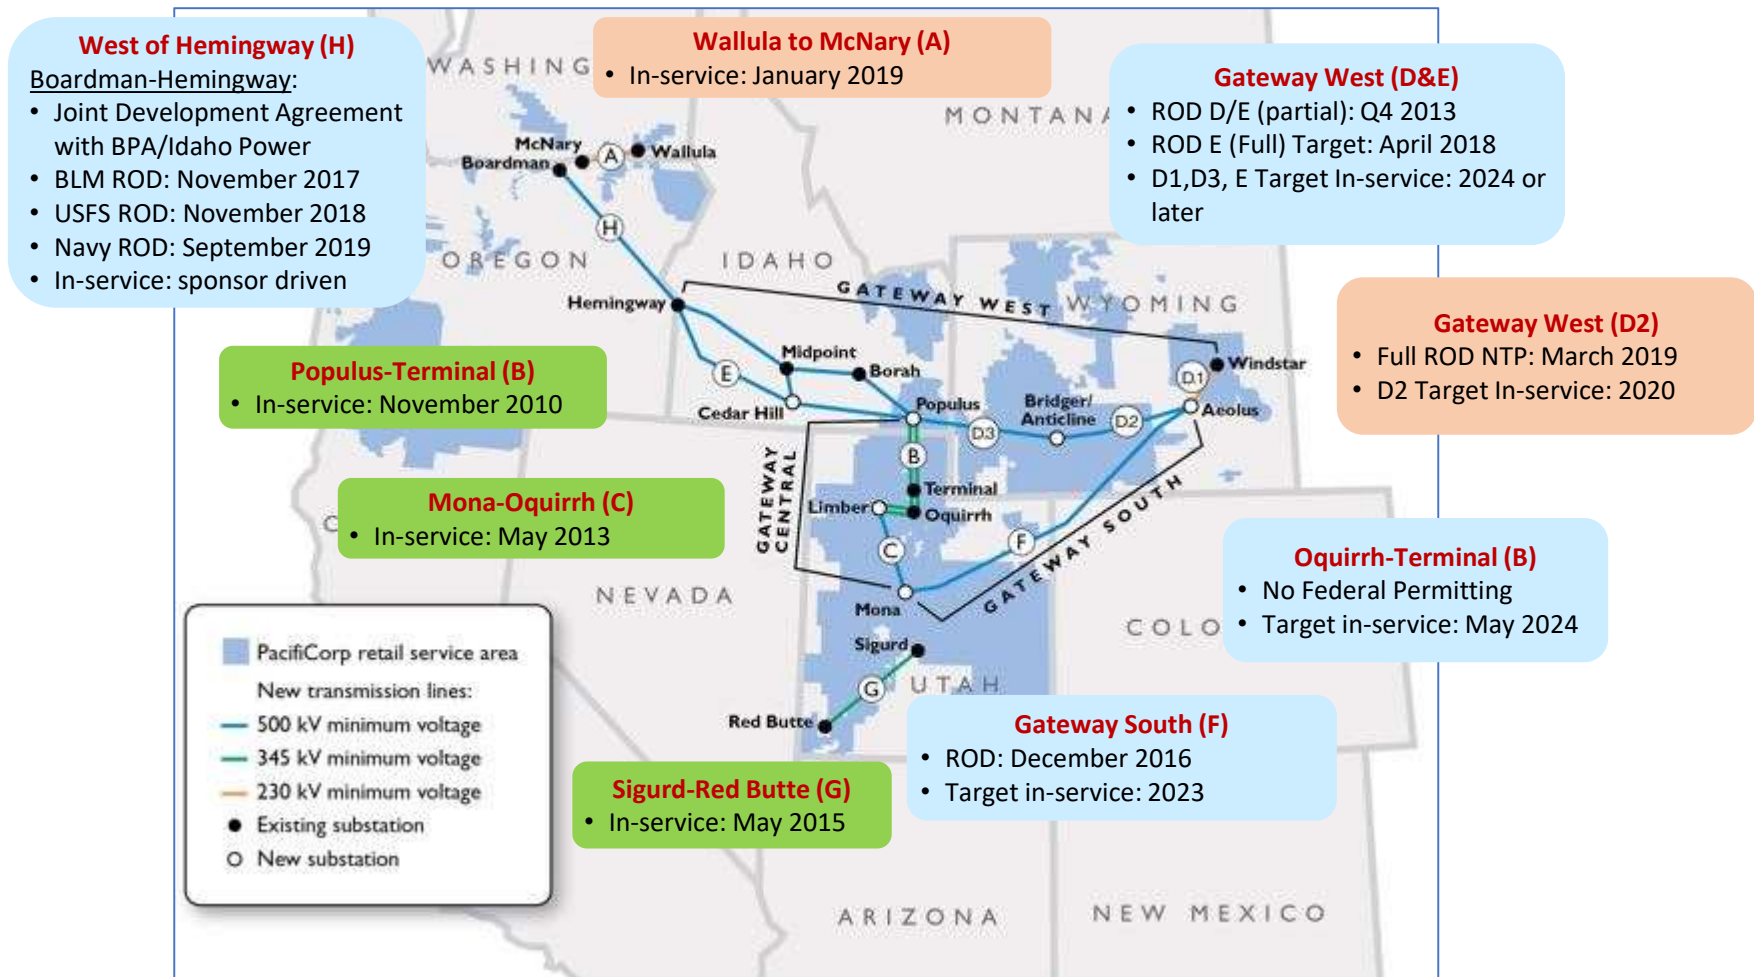 West of Hemingway (H)
Boardman-Hemingway:
• Joint Development Agreement
with BPA/Idaho Power
• BLM ROD: November 2017
• USFS ROD: November 2018
• Navy ROD: September 2019
• In-service: sponsor driven
Wallula to McNary (A)
• In-service: January 2019
Gateway West (D&E)
• ROD D/E (partial): Q4 2013
• ROD E (Full) Target: April 2018
• D1,D3, E Target In-service: 2024 or
later
Gateway West (D2)
• Full ROD NTP: March 2019
• D2 Target In-service: 2020
Populus-Terminal (B)
• In-service: November 2010
Mona-Oquirrh (C)
• In-service: May 2013
Oquirrh-Terminal (B)
• No Federal Permitting
• Target in-service: May 2024
Gateway South (F)
• ROD: December 2016
• Target in-service: 2023
Sigurd-Red Butte (G)
• In-service: May 2015
WASHING
MONTANA
OREGON
IDAHO
WYOMING
NEVADA
UTAH
COLO
ARIZONA
NEW MEXICO
C
McNary
Boardman
A
Wallula
H
Hemingway
GATEWAY WEST
Midpoint
Borah
E
Cedar Hill
Populus
Bridger/
Anticline
D3
D2
D1
Windstar
Aeolus
B
Terminal
Limber
Oquirrh
GATEWAY
CENTRAL
C
F
GATEWAY SOUTH
Mona
Sigurd
G
Red Butte
PacifiCorp retail service area
New transmission lines:
500 kV minimum voltage
345 kV minimum voltage
230 kV minimum voltage
Existing substation
New substation